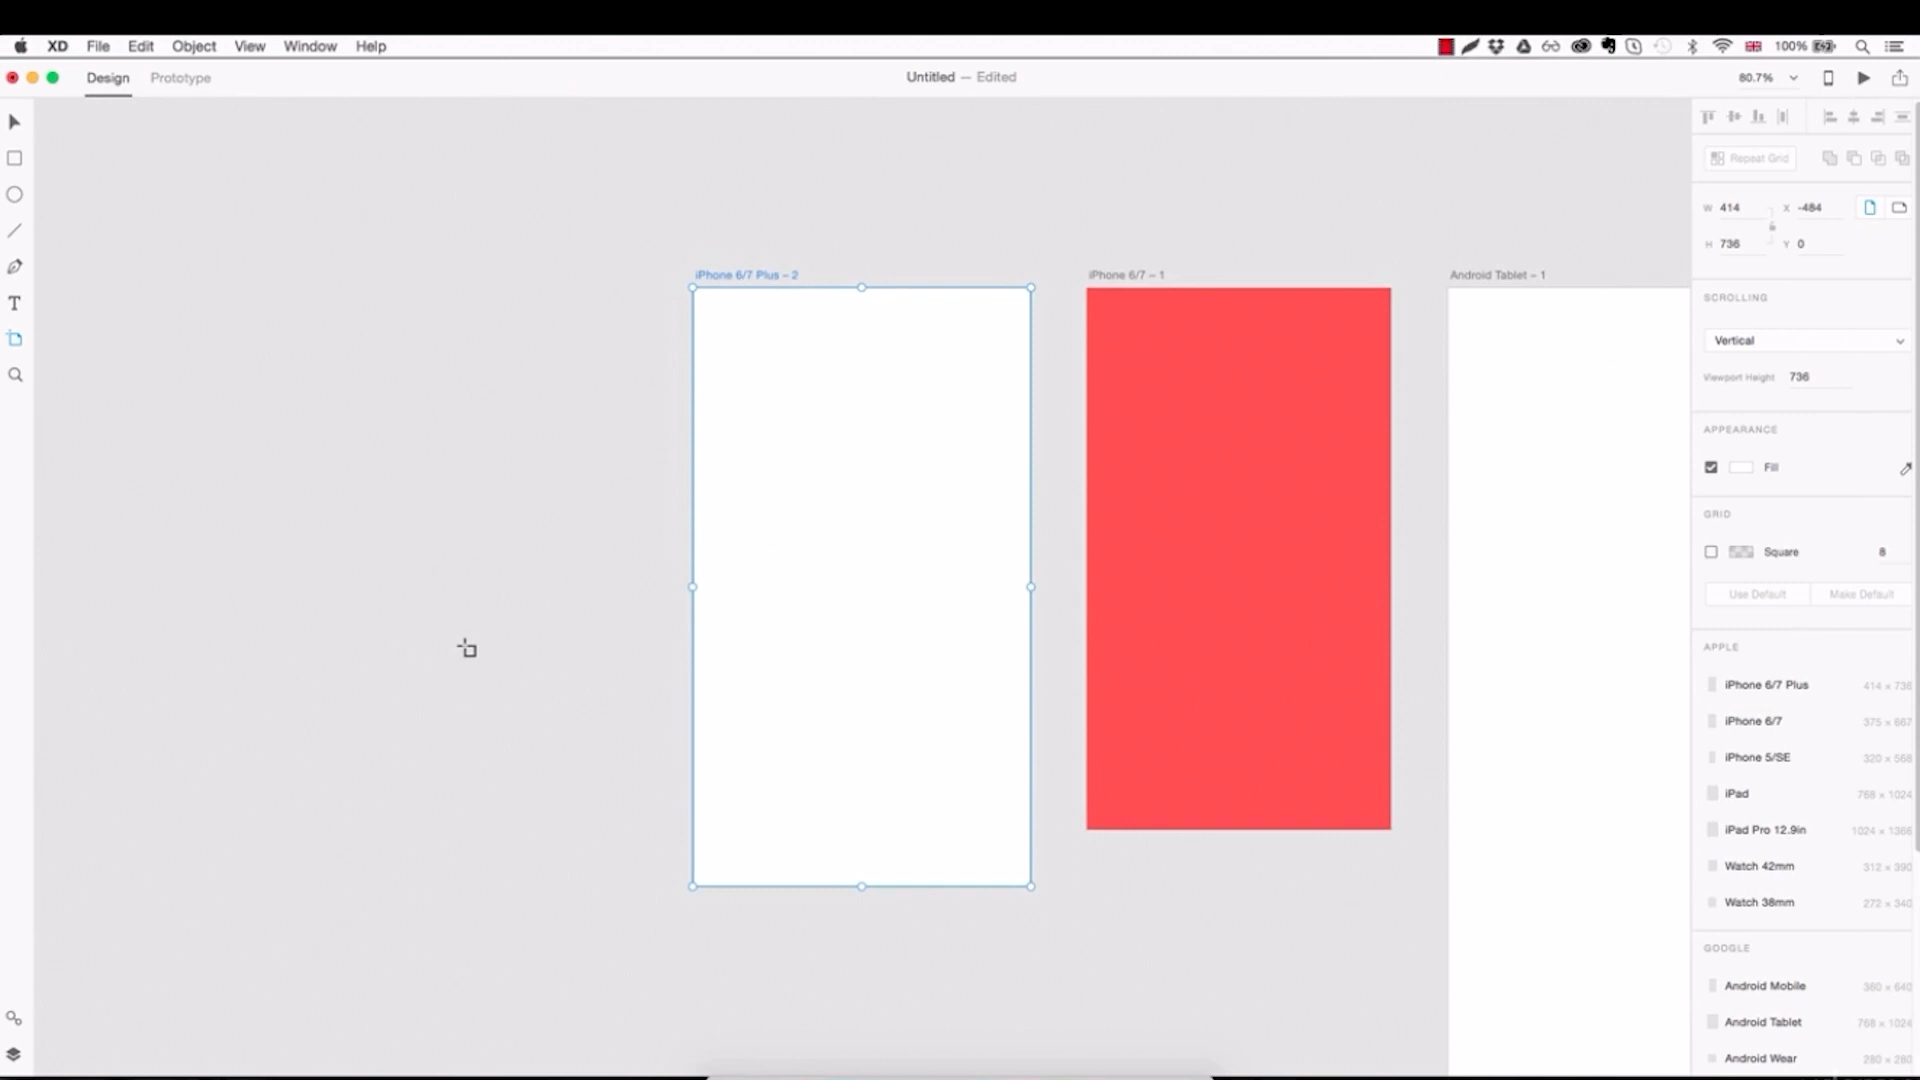 XD File Edit Object View Window Help 100%
Design Prototype Untitled — Edited 80.7%
Repeat Grid
W 414 X -484
H 736 Y 0
iPhone 6/7 Plus – 2 iPhone 6/7 – 1 Android Tablet – 1
SCROLLING
Vertical
Viewport Height 736
APPEARANCE
Fill
GRID
Square 8
Use Default Make Default
APPLE
iPhone 6/7 Plus 414 × 736
iPhone 6/7 375 × 667
iPhone 5/SE 320 × 568
iPad 768 × 1024
iPad Pro 12.9in 1024 × 1366
Watch 42mm 312 × 390
Watch 38mm 272 × 340
GOOGLE
Android Mobile 360 × 640
Android Tablet 768 × 1024
Android Wear 280 × 280
T